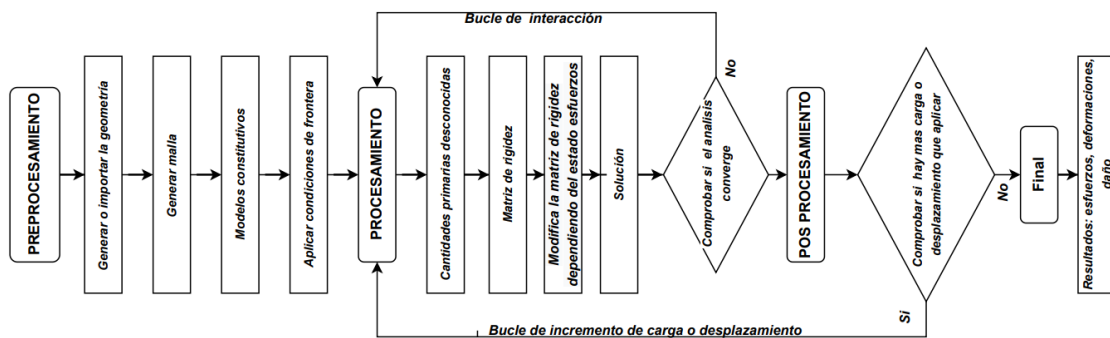 PREPROCESAMIENTO
Generar o importar la geometría
Generar malla
Modelos constitutivos
Aplicar condiciones de frontera
Bucle de interacción
PROCESAMIENTO
Cantidades primarias desconocidas
Matriz de rigidez
Modifica la matriz de rigidez
dependiendo del estado esfuerzos
Solución
Comprobar si el analisis
converge
No
POS PROCESAMIENTO
Comprobar si hay mas carga o
desplazamiento que aplicar
Si
Bucle de incremento de carga o desplazamiento
No
Final
Resultados: esfuerzos, deformaciones,
daño